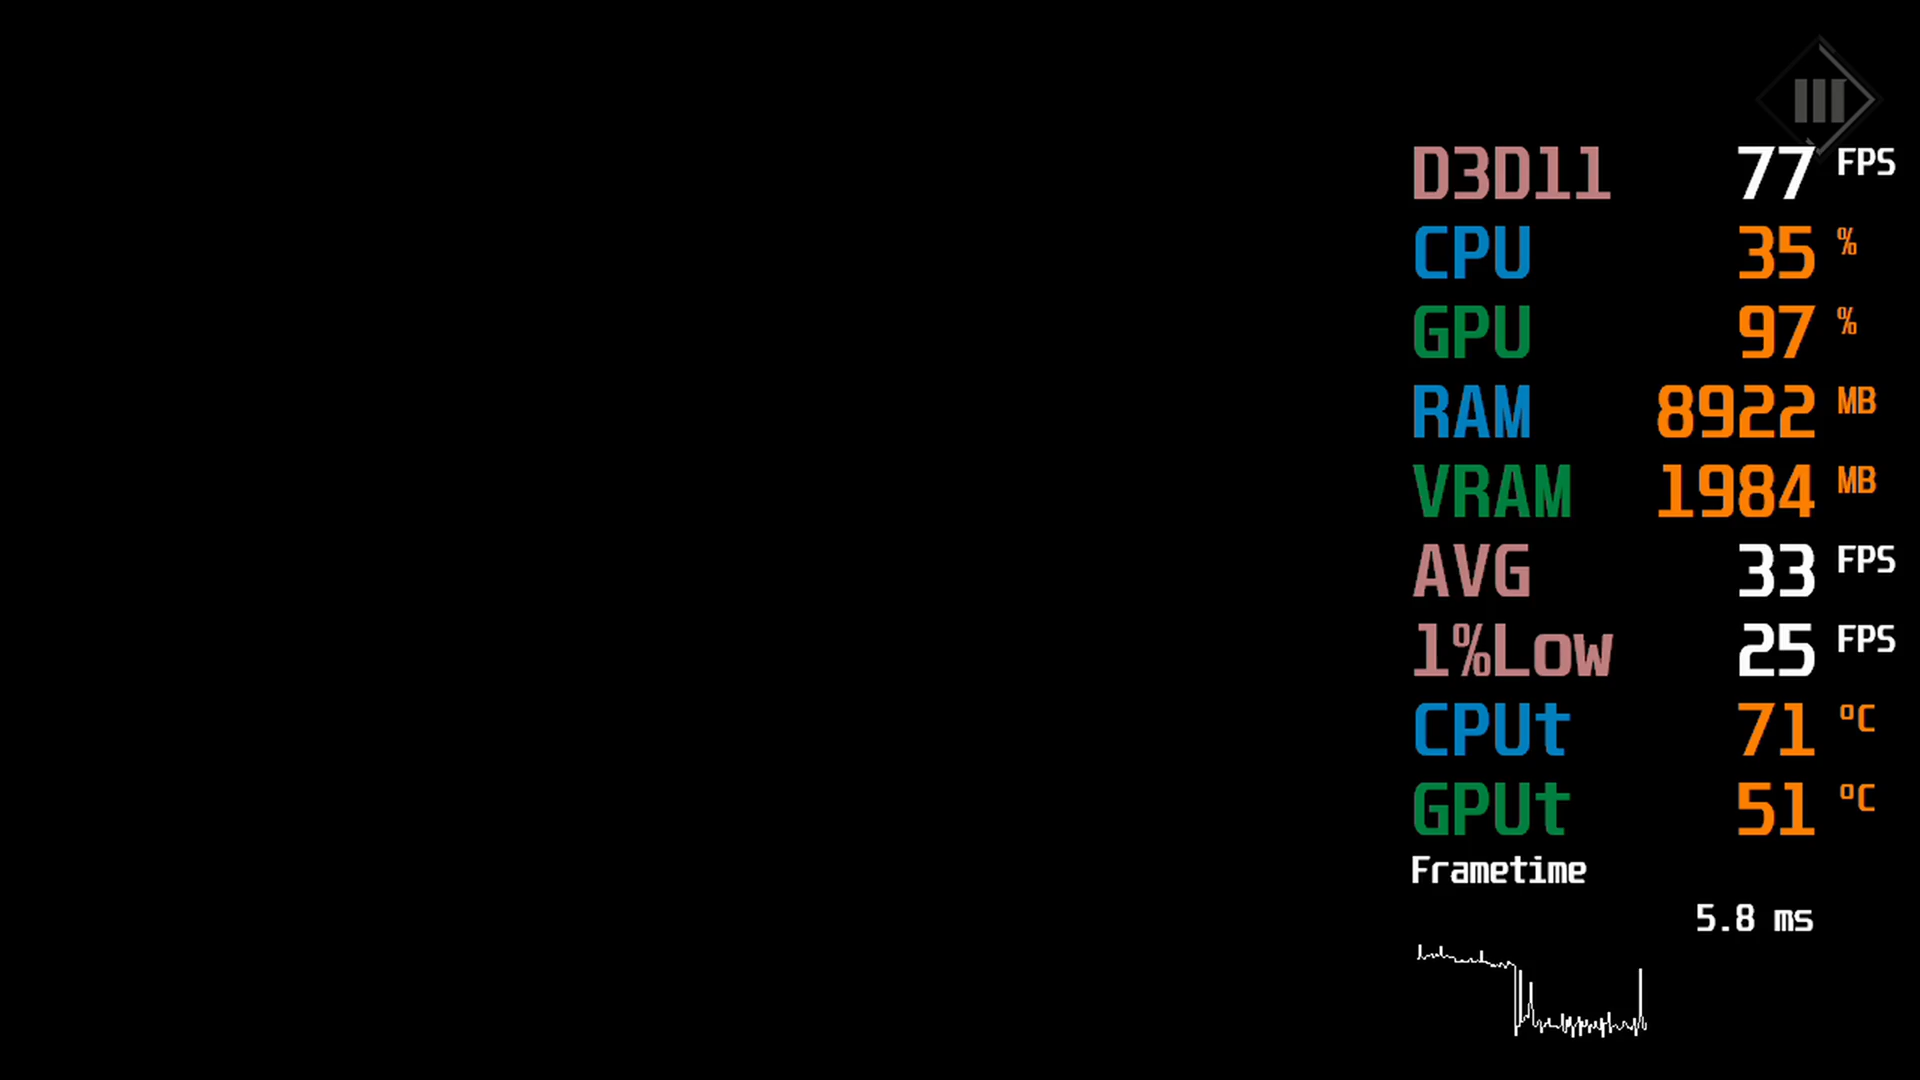 D3D11 77 FPS
CPU 35 %
GPU 97 %
RAM 8922 MB
VRAM 1984 MB
AVG 33 FPS
1%Low 25 FPS
CPUt 71 °C
GPUt 51 °C
Frametime
5.8 ms